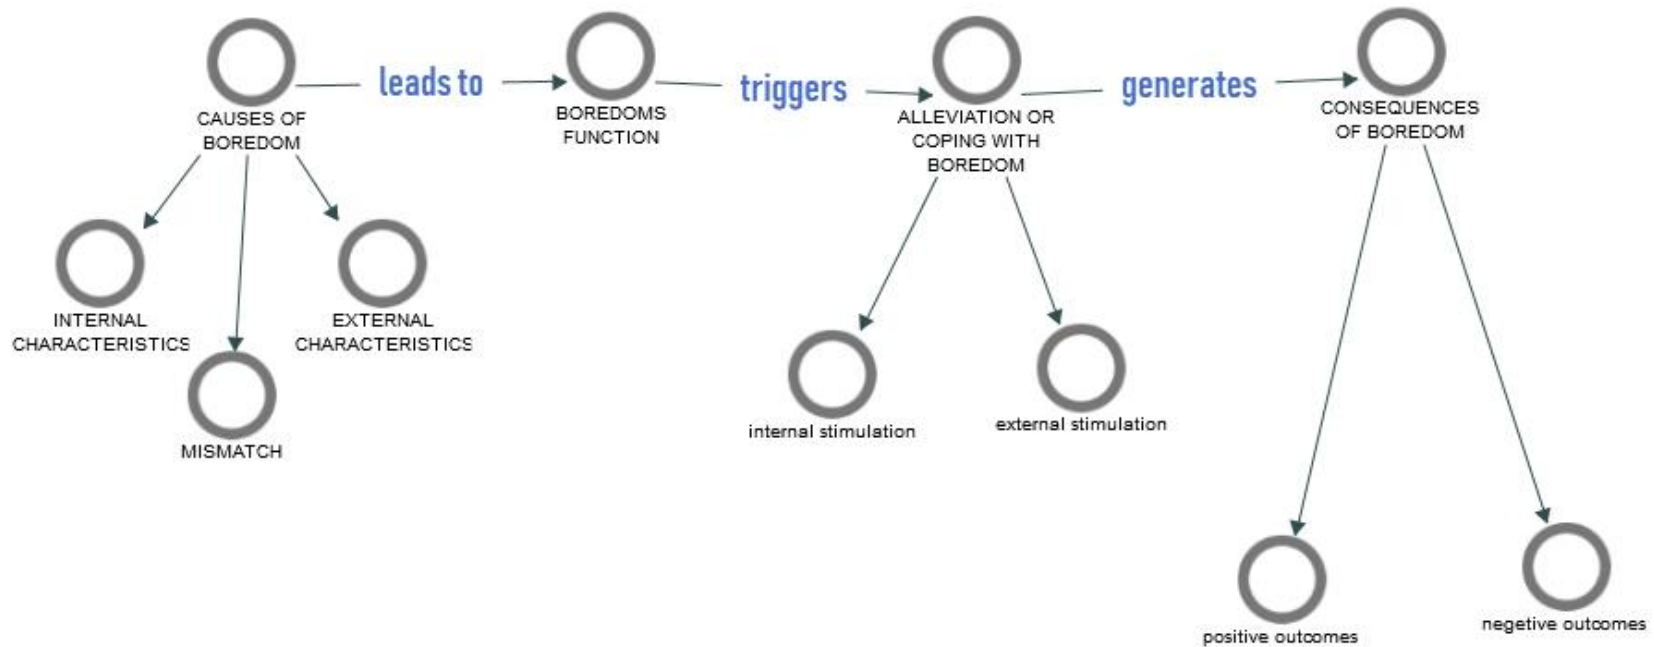 CAUSES OF
BOREDOM
leads to
BOREDOMS
FUNCTION
triggers
ALLEVIATION OR
COPING WITH
BOREDOM
generates
CONSEQUENCES
OF BOREDOM
INTERNAL
CHARACTERISTICS
EXTERNAL
CHARACTERISTICS
MISMATCH
internal stimulation
external stimulation
positive outcomes
negetive outcomes